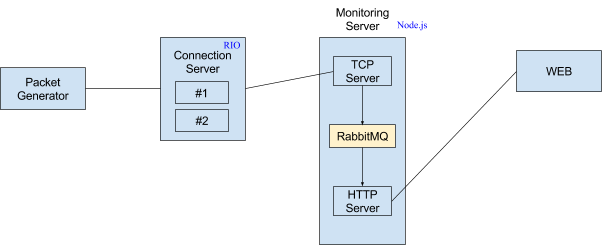 Monitoring
Server
Node.js
RIO
Connection
Server
#1
#2
Packet
Generator
TCP
Server
RabbitMQ
HTTP
Server
WEB